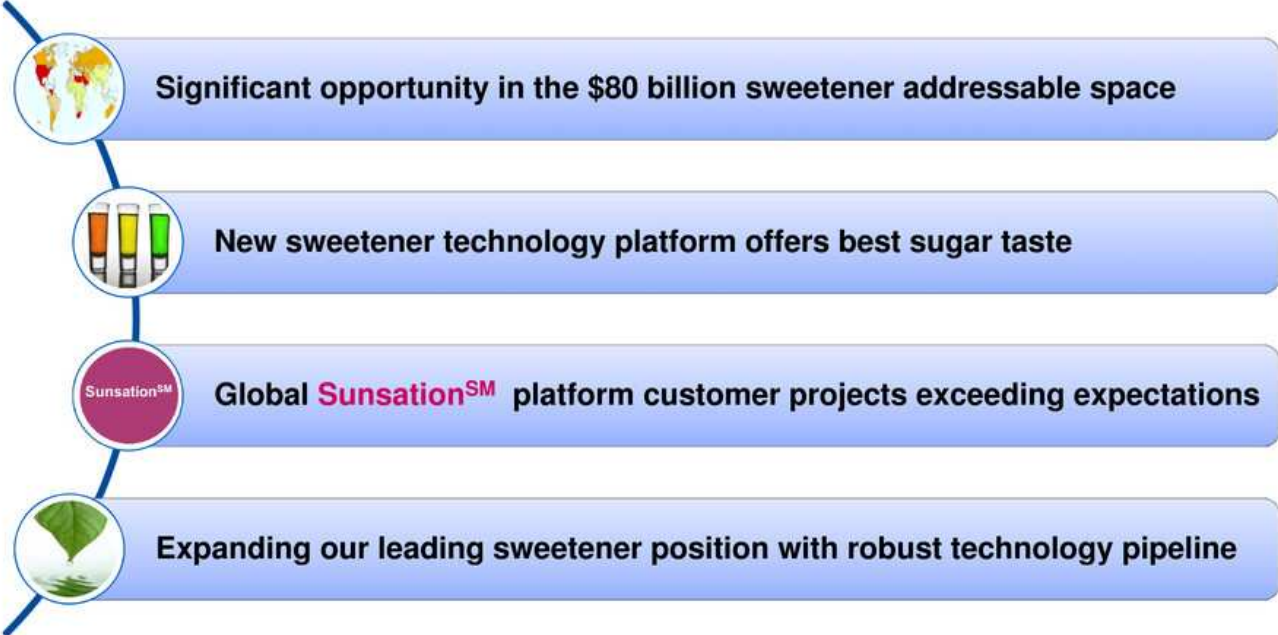 Significant opportunity in the $80 billion sweetener addressable space
New sweetener technology platform offers best sugar taste
Sunsation℠
Global Sunsation℠ platform customer projects exceeding expectations
Expanding our leading sweetener position with robust technology pipeline